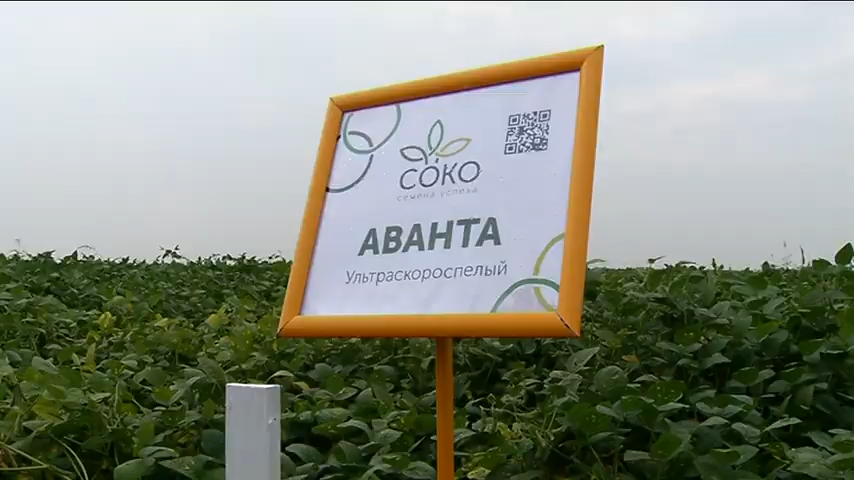 СОКО
семена успеха
АВАНТА
Ультраскороспелый